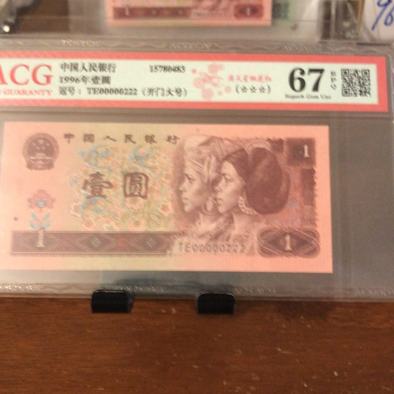 ACG
GUARANTY
中国人民银行
1996年壹圆
冠号：TE00000222 (开门大号)
15780483
(☆☆☆)
67 EPQ
Superb Gem Unc
中国人民银行
壹圆
1
TE00000222
1
1